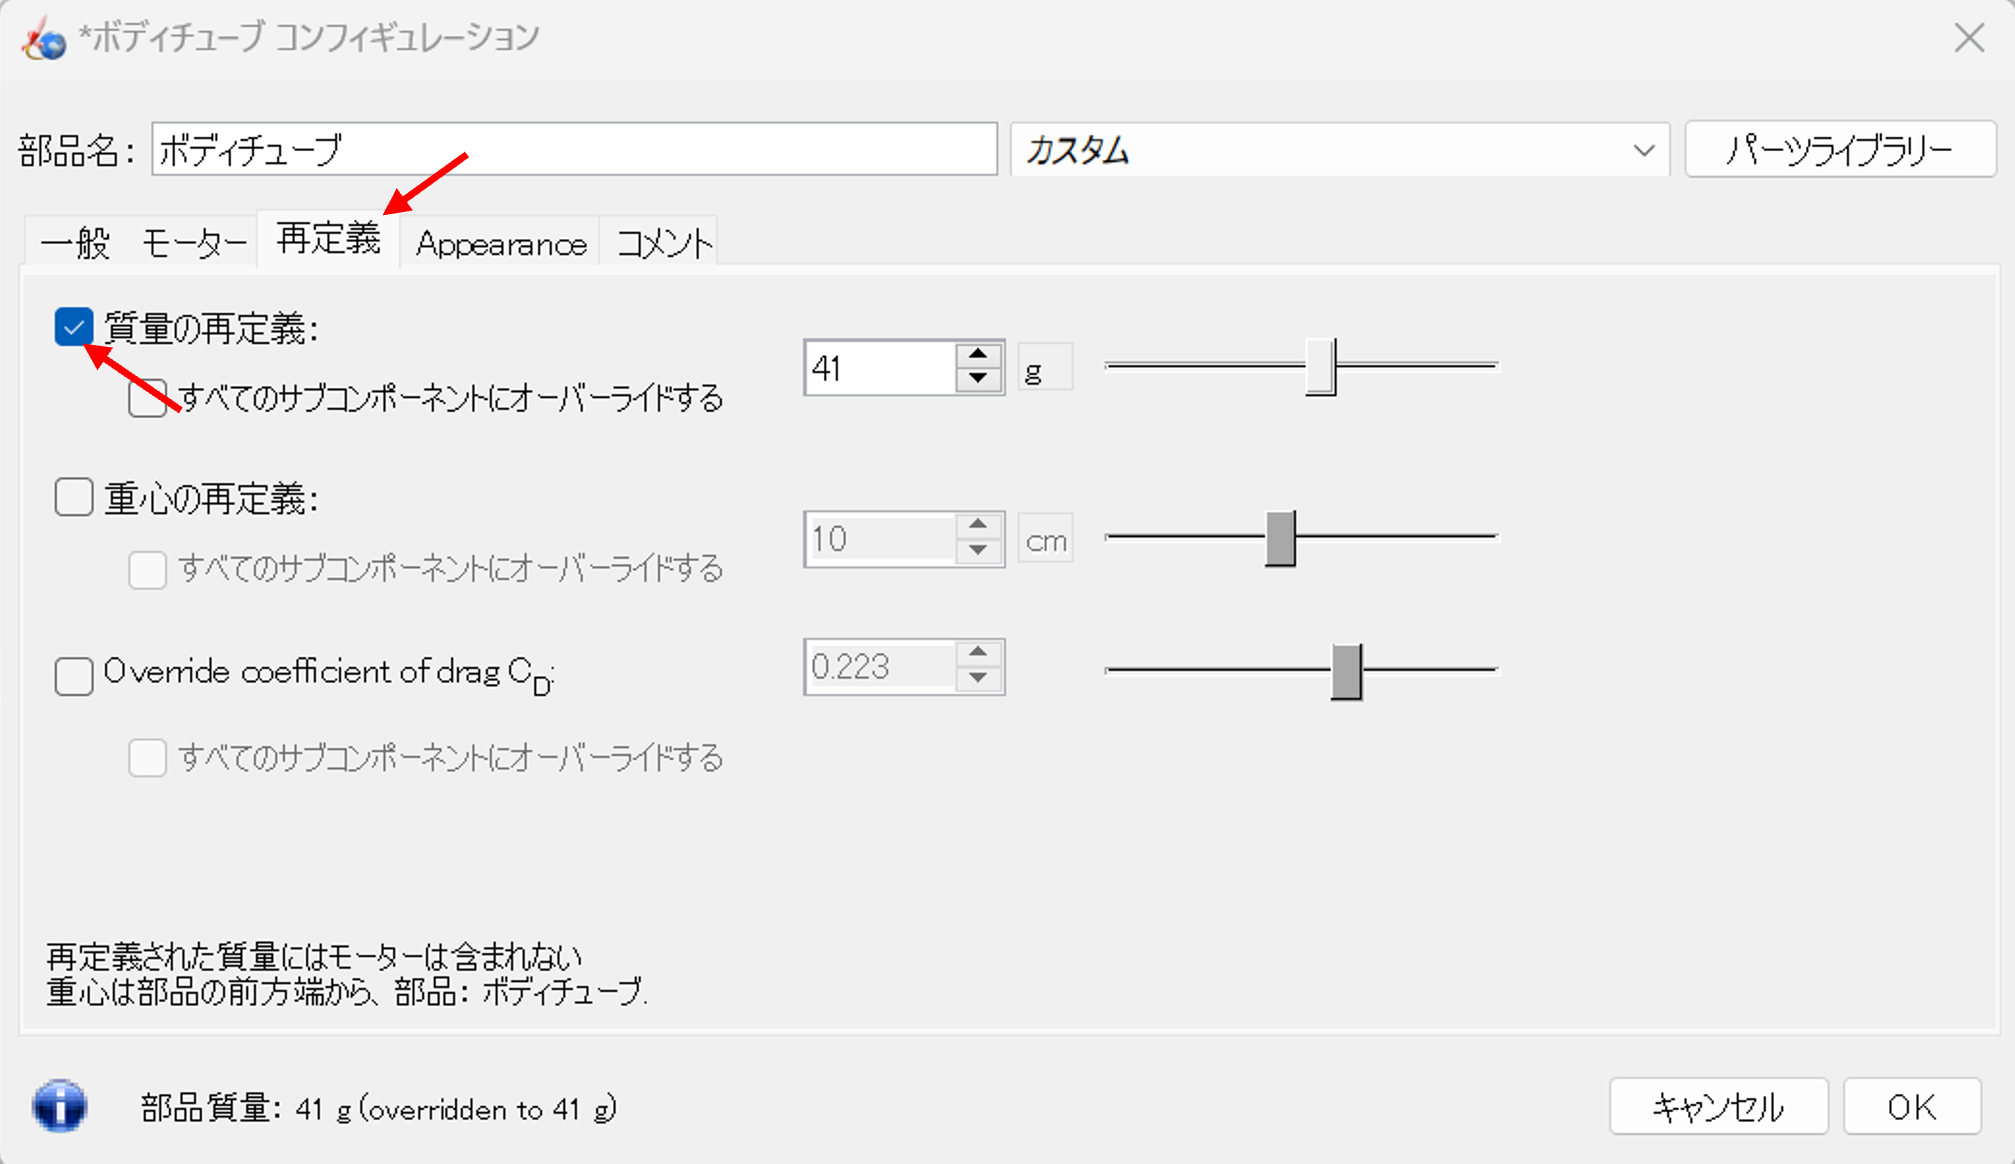 *ボディチューブ コンフィギュレーション
部品名: ボディチューブ カスタム パーツライブラリー
一般 モーター 再定義 Appearance コメント
質量の再定義: 41 g
すべてのサブコンポーネントにオーバーライドする
重心の再定義: 10 cm
すべてのサブコンポーネントにオーバーライドする
Override coefficient of drag CD: 0.223
すべてのサブコンポーネントにオーバーライドする
再定義された質量にはモーターは含まれない
重心は部品の前方端から、部品: ボディチューブ.
部品質量: 41 g (overridden to 41 g) キャンセル OK